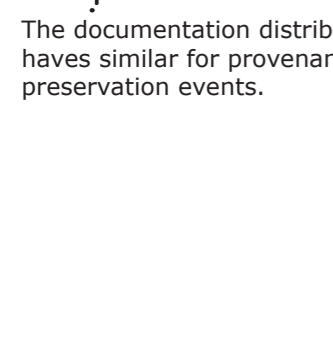 The documentation distrib
haves similar for provenan
preservation events.